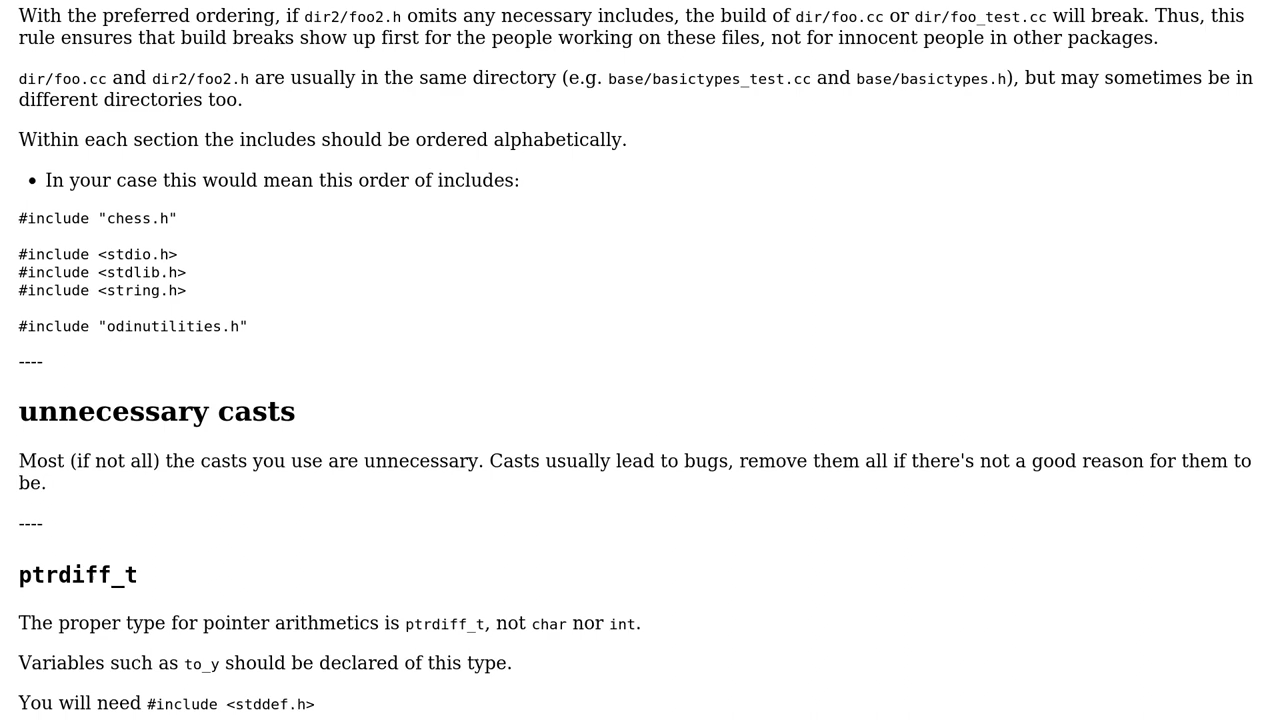 With the preferred ordering, if dir2/foo2.h omits any necessary includes, the build of dir/foo.cc or dir/foo_test.cc will break. Thus, this
rule ensures that build breaks show up first for the people working on these files, not for innocent people in other packages.
dir/foo.cc and dir2/foo2.h are usually in the same directory (e.g. base/basictypes_test.cc and base/basictypes.h), but may sometimes be in
different directories too.
Within each section the includes should be ordered alphabetically.
• In your case this would mean this order of includes:
#include "chess.h"
#include <stdio.h>
#include <stdlib.h>
#include <string.h>
#include "odinutilities.h"
----
unnecessary casts
Most (if not all) the casts you use are unnecessary. Casts usually lead to bugs, remove them all if there's not a good reason for them to
be.
----
ptrdiff_t
The proper type for pointer arithmetics is ptrdiff_t, not char nor int.
Variables such as to_y should be declared of this type.
You will need #include <stddef.h>